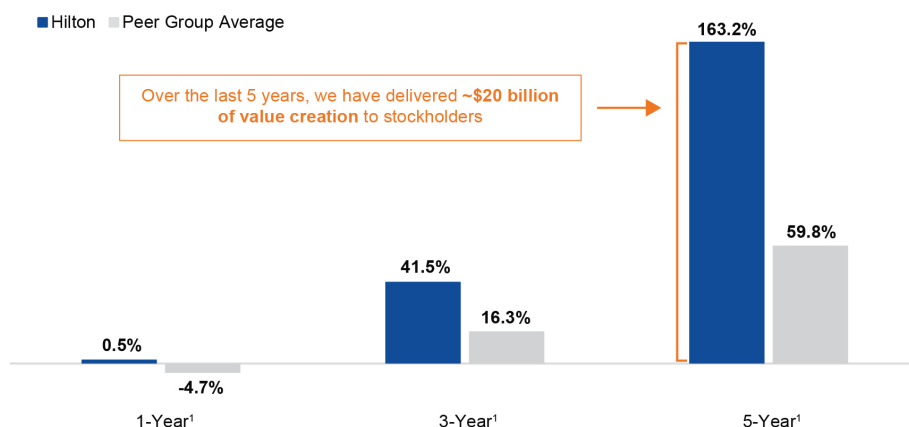 Hilton Peer Group Average
163.2%
Over the last 5 years, we have delivered ~$20 billion
of value creation to stockholders
59.8%
41.5%
16.3%
0.5%
-4.7%
1-Year¹ 3-Year¹ 5-Year¹